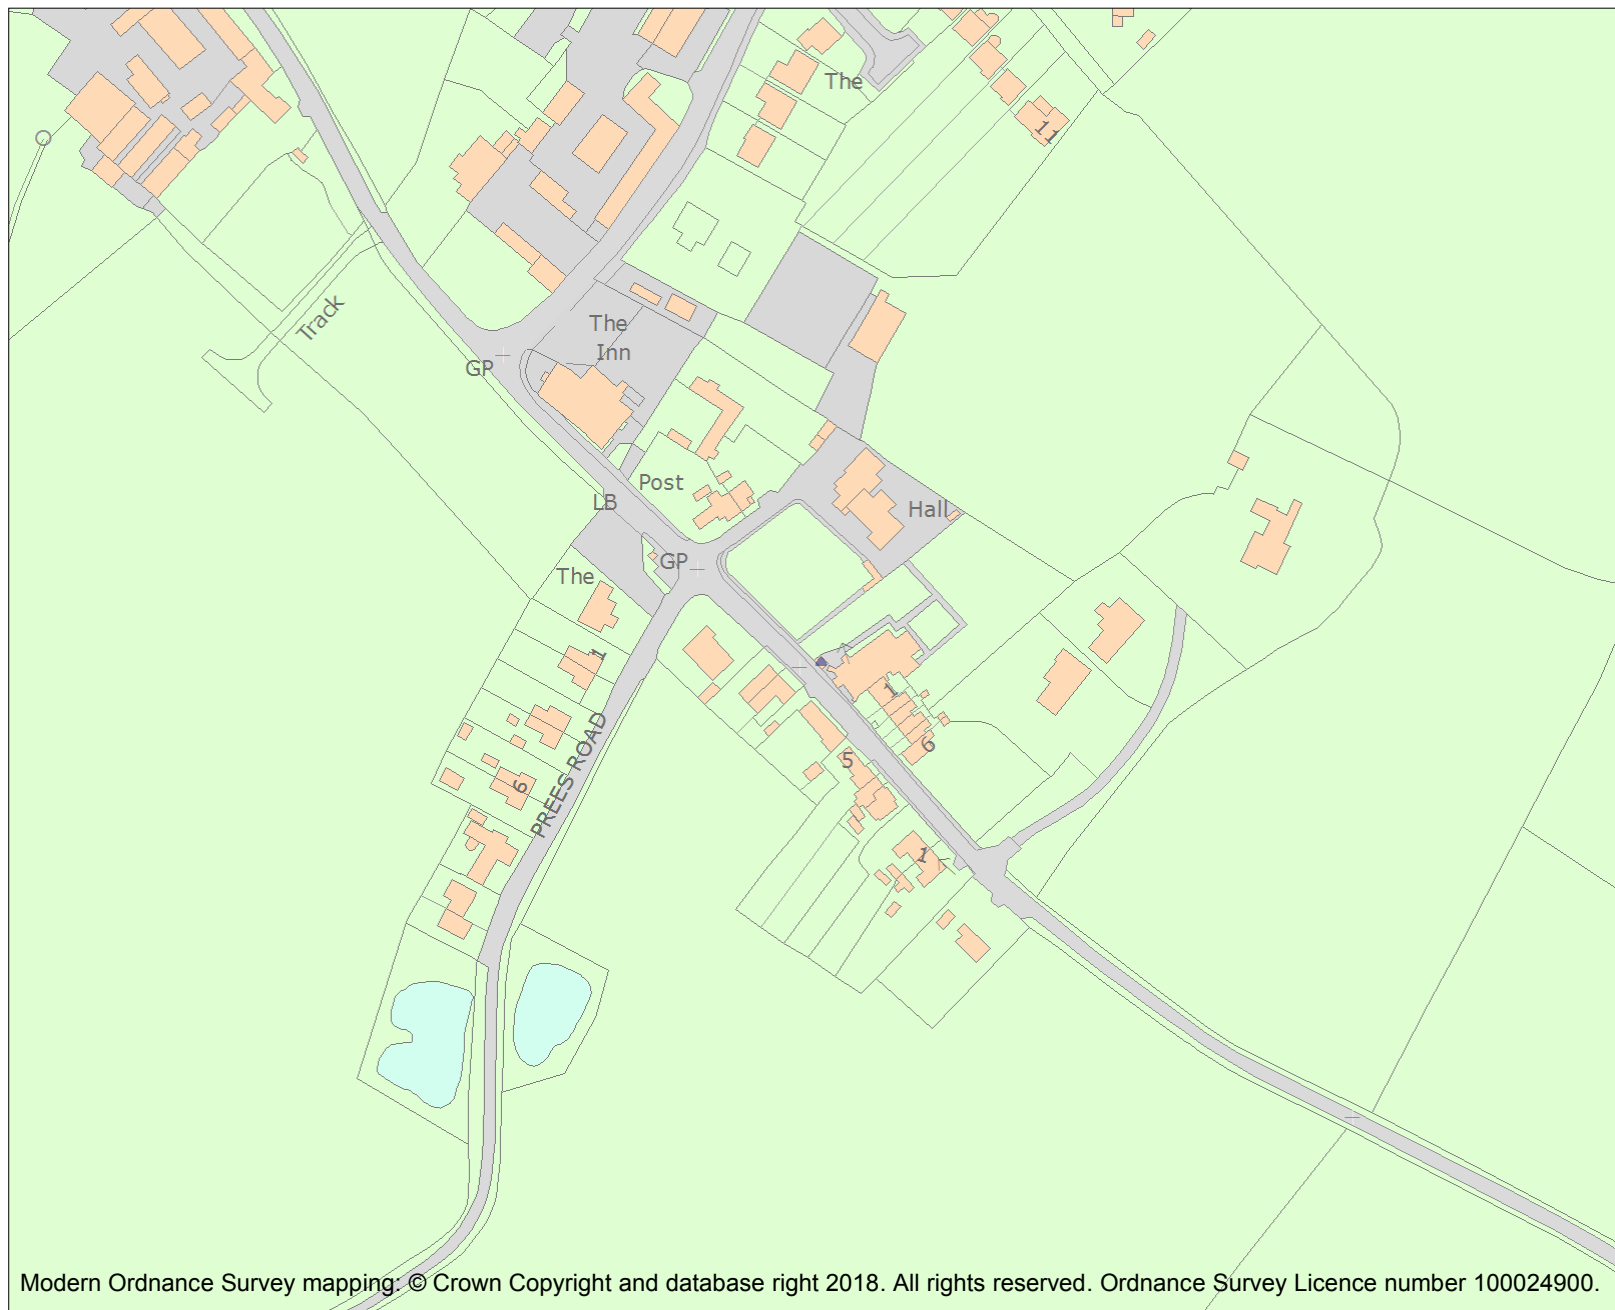 The
11
Track
The
Inn
GP
Post
LB
Hall
GP
The
1
1
PREES ROAD
6
5
6
1
Modern Ordnance Survey mapping: © Crown Copyright and database right 2018. All rights reserved. Ordnance Survey Licence number 100024900.